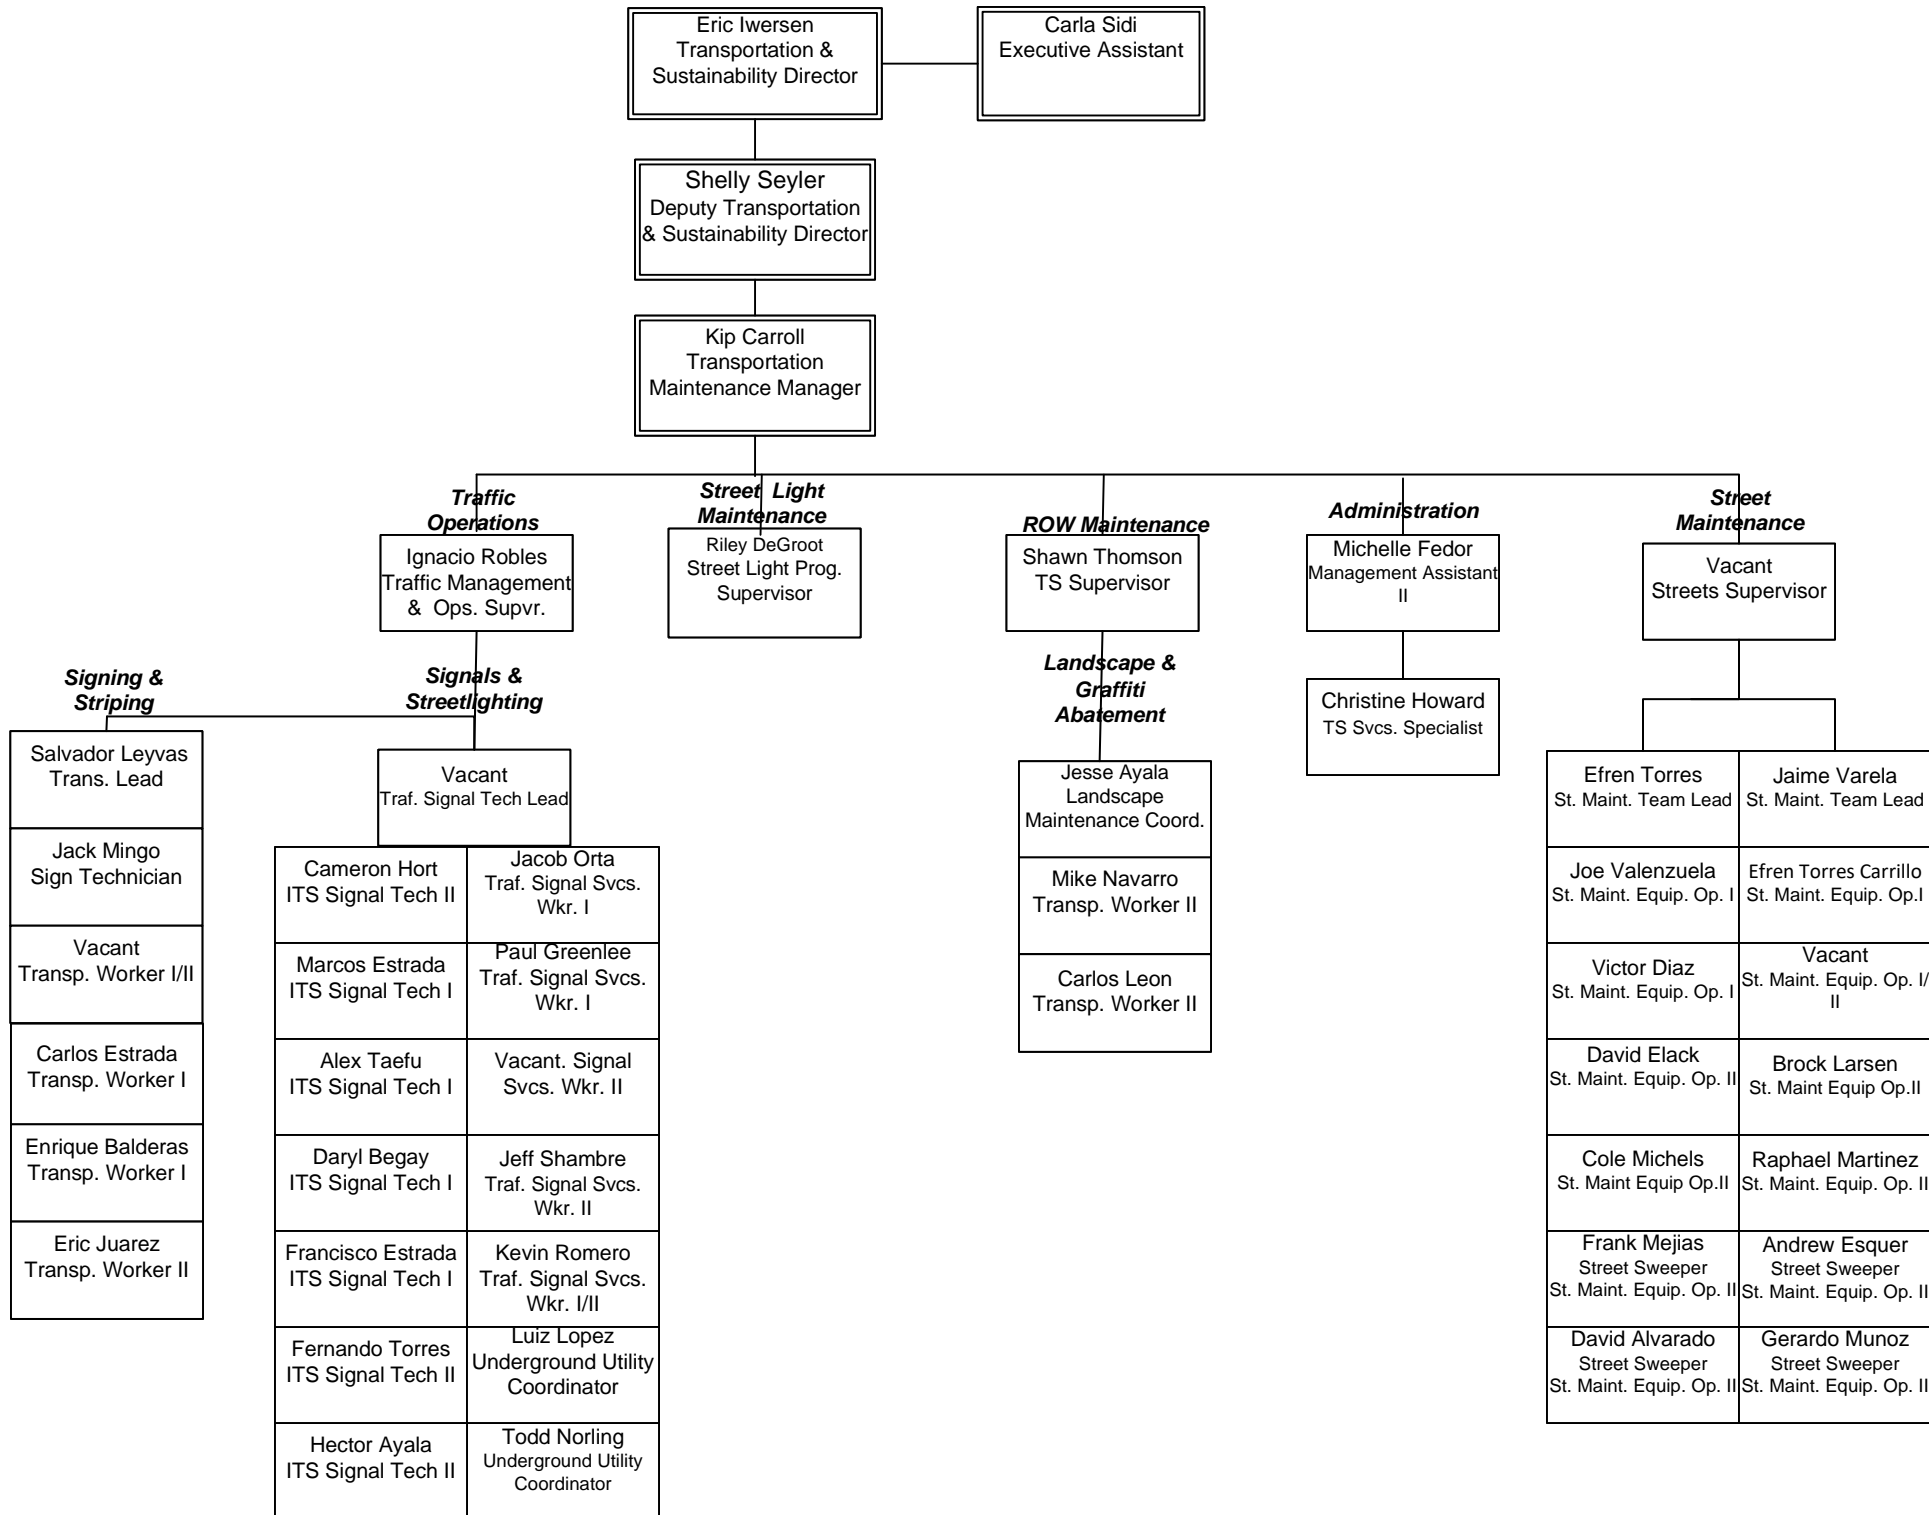 Eric Iwersen
Transportation &
Sustainability Director
Carla Sidi
Executive Assistant
Shelly Seyler
Deputy Transportation
& Sustainability Director
Kip Carroll
Transportation
Maintenance Manager
Traffic
Operations
Ignacio Robles
Traffic Management
& Ops. Supvr.
Street Light
Maintenance
Riley DeGroot
Street Light Prog.
Supervisor
ROW Maintenance
Shawn Thomson
TS Supervisor
Administration
Michelle Fedor
Management Assistant
II
Street
Maintenance
Vacant
Streets Supervisor
Signing &
Striping
Salvador Leyvas
Trans. Lead
Jack Mingo
Sign Technician
Vacant
Transp. Worker I/II
Carlos Estrada
Transp. Worker I
Enrique Balderas
Transp. Worker I
Eric Juarez
Transp. Worker II
Signals &
Streetlighting
Vacant
Traf. Signal Tech Lead
Cameron Hort
ITS Signal Tech II
Jacob Orta
Traf. Signal Svcs.
Wkr. I
Marcos Estrada
ITS Signal Tech I
Paul Greenlee
Traf. Signal Svcs.
Wkr. I
Alex Taefu
ITS Signal Tech I
Vacant. Signal
Svcs. Wkr. II
Daryl Begay
ITS Signal Tech I
Jeff Shambre
Traf. Signal Svcs.
Wkr. II
Francisco Estrada
ITS Signal Tech I
Kevin Romero
Traf. Signal Svcs.
Wkr. I/II
Fernando Torres
ITS Signal Tech II
Luiz Lopez
Underground Utility
Coordinator
Hector Ayala
ITS Signal Tech II
Todd Norling
Underground Utility
Coordinator
Landscape &
Graffiti
Abatement
Jesse Ayala
Landscape
Maintenance Coord.
Mike Navarro
Transp. Worker II
Carlos Leon
Transp. Worker II
Christine Howard
TS Svcs. Specialist
Efren Torres
St. Maint. Team Lead
Jaime Varela
St. Maint. Team Lead
Joe Valenzuela
St. Maint. Equip. Op. I
Efren Torres Carrillo
St. Maint. Equip. Op.I
Victor Diaz
St. Maint. Equip. Op. I
Vacant
St. Maint. Equip. Op. I/
II
David Elack
St. Maint. Equip. Op. II
Brock Larsen
St. Maint Equip Op.II
Cole Michels
St. Maint Equip Op.II
Raphael Martinez
St. Maint. Equip. Op. II
Frank Mejias
Street Sweeper
St. Maint. Equip. Op. II
Andrew Esquer
Street Sweeper
St. Maint. Equip. Op. II
David Alvarado
Street Sweeper
St. Maint. Equip. Op. II
Gerardo Munoz
Street Sweeper
St. Maint. Equip. Op. II